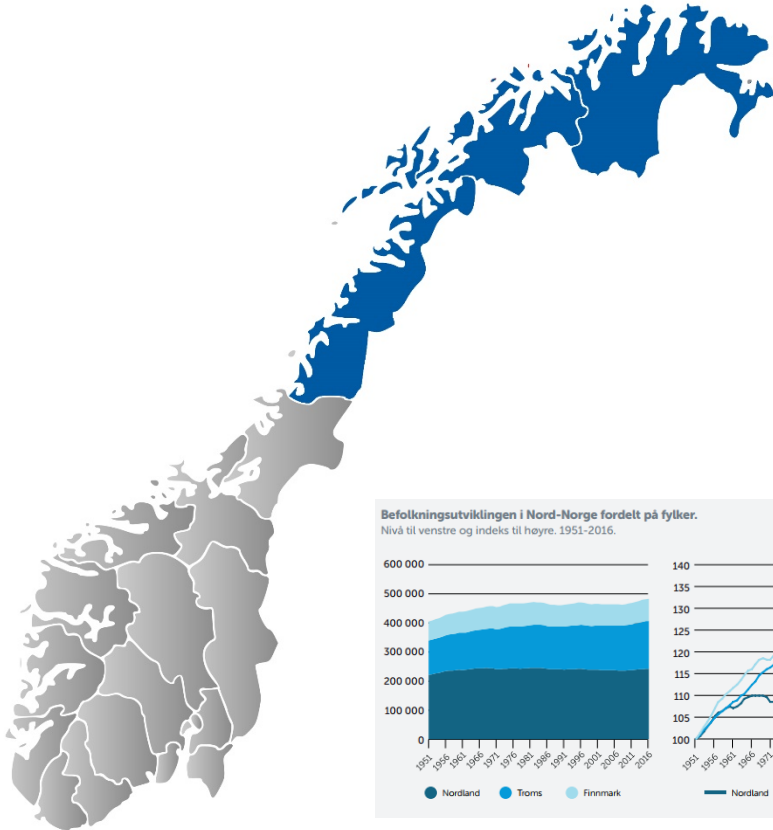 Befolkningsutviklingen i Nord-Norge fordelt på fylker.
Nivå til venstre og indeks til høyre. 1951-2016.
600 000
500 000
400 000
300 000
200 000
100 000
0
1951 1956 1961 1966 1971 1976 1981 1986 1991 1996 2001 2006 2011 2016
Nordland Troms Finnmark
140
135
130
125
120
115
110
105
100
1951 1956 1961 1966 1971
Nordland